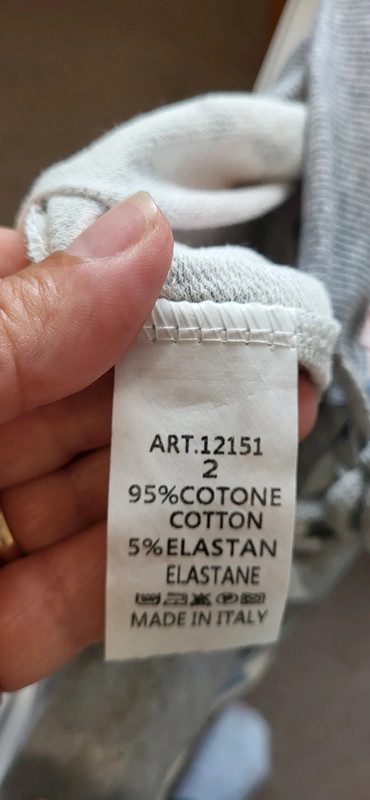 ART.12151
2
95%COTONE
COTTON
5%ELASTAN
ELASTANE
MADE IN ITALY